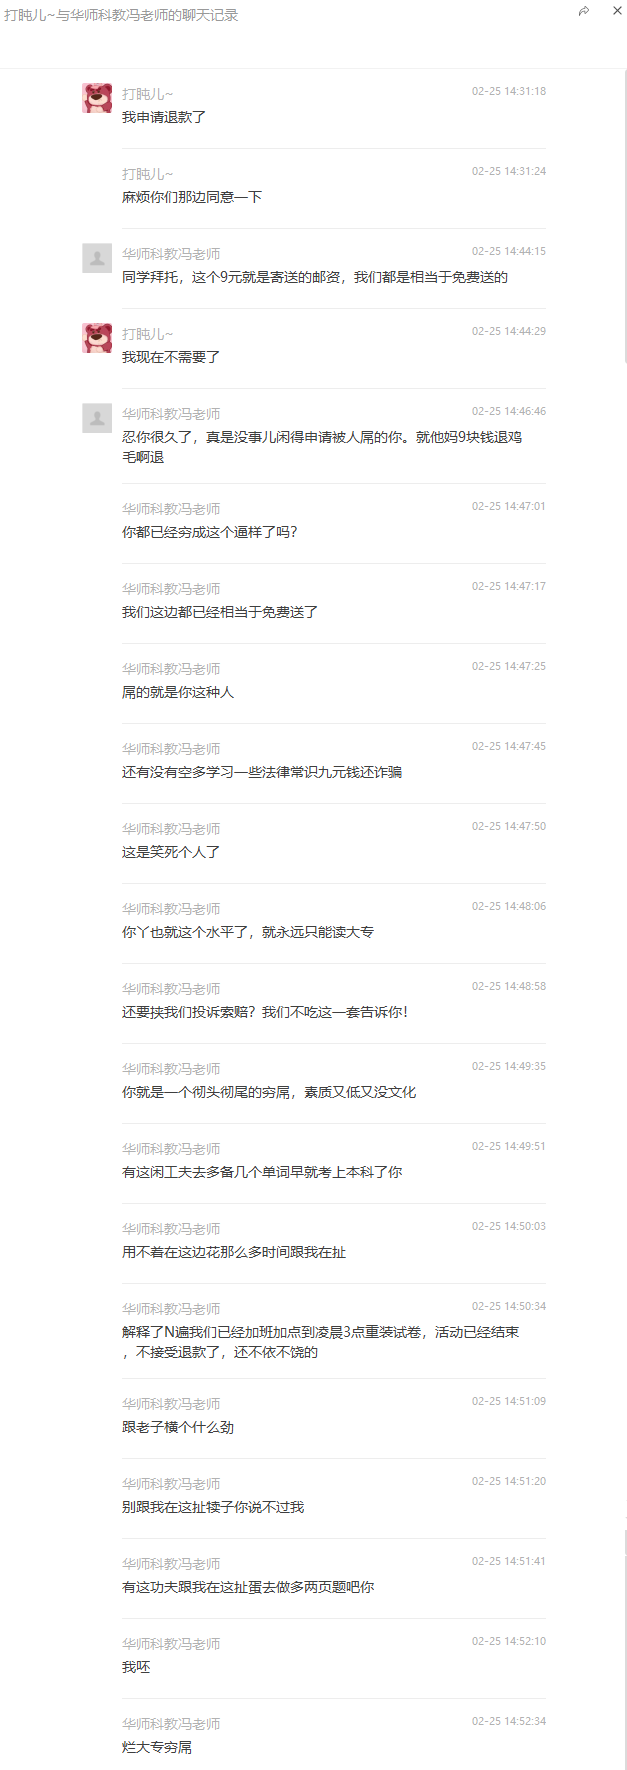 打盹儿~与华师科教冯老师的聊天记录
打盹儿~
02-25 14:31:18
我申请退款了
打盹儿~
02-25 14:31:24
麻烦你们那边同意一下
华师科教冯老师
02-25 14:44:15
同学拜托，这个9元就是寄送的邮资，我们都是相当于免费送的
打盹儿~
02-25 14:44:29
我现在不需要了
华师科教冯老师
02-25 14:46:46
忍你很久了，真是没事儿闲得申请被人屌的你。就他妈9块钱退鸡
毛啊退
华师科教冯老师
02-25 14:47:01
你都已经穷成这个逼样了吗?
华师科教冯老师
02-25 14:47:17
我们这边都已经相当于免费送了
华师科教冯老师
02-25 14:47:25
屌的就是你这种人
华师科教冯老师
02-25 14:47:45
还有没有空多学习一些法律常识九元钱还诈骗
华师科教冯老师
02-25 14:47:50
这是笑死个人了
华师科教冯老师
02-25 14:48:06
你丫也就这个水平了，就永远只能读大专
华师科教冯老师
02-25 14:48:58
还要挟我们投诉索赔？我们不吃这一套告诉你！
华师科教冯老师
02-25 14:49:35
你就是一个彻头彻尾的穷屌，素质又低又没文化
华师科教冯老师
02-25 14:49:51
有这闲工夫去多备几个单词早就考上本科了你
华师科教冯老师
02-25 14:50:03
用不着在这边花那么多时间跟我在扯
华师科教冯老师
02-25 14:50:34
解释了N遍我们已经加班加点到凌晨3点重装试卷，活动已经结束
，不接受退款了，还不依不饶的
华师科教冯老师
02-25 14:51:09
跟老子横个什么劲
华师科教冯老师
02-25 14:51:20
别跟我在这扯犊子你说不过我
华师科教冯老师
02-25 14:51:41
有这功夫跟我在这扯蛋去做多两页题吧你
华师科教冯老师
02-25 14:52:10
我呸
华师科教冯老师
02-25 14:52:34
烂大专穷屌